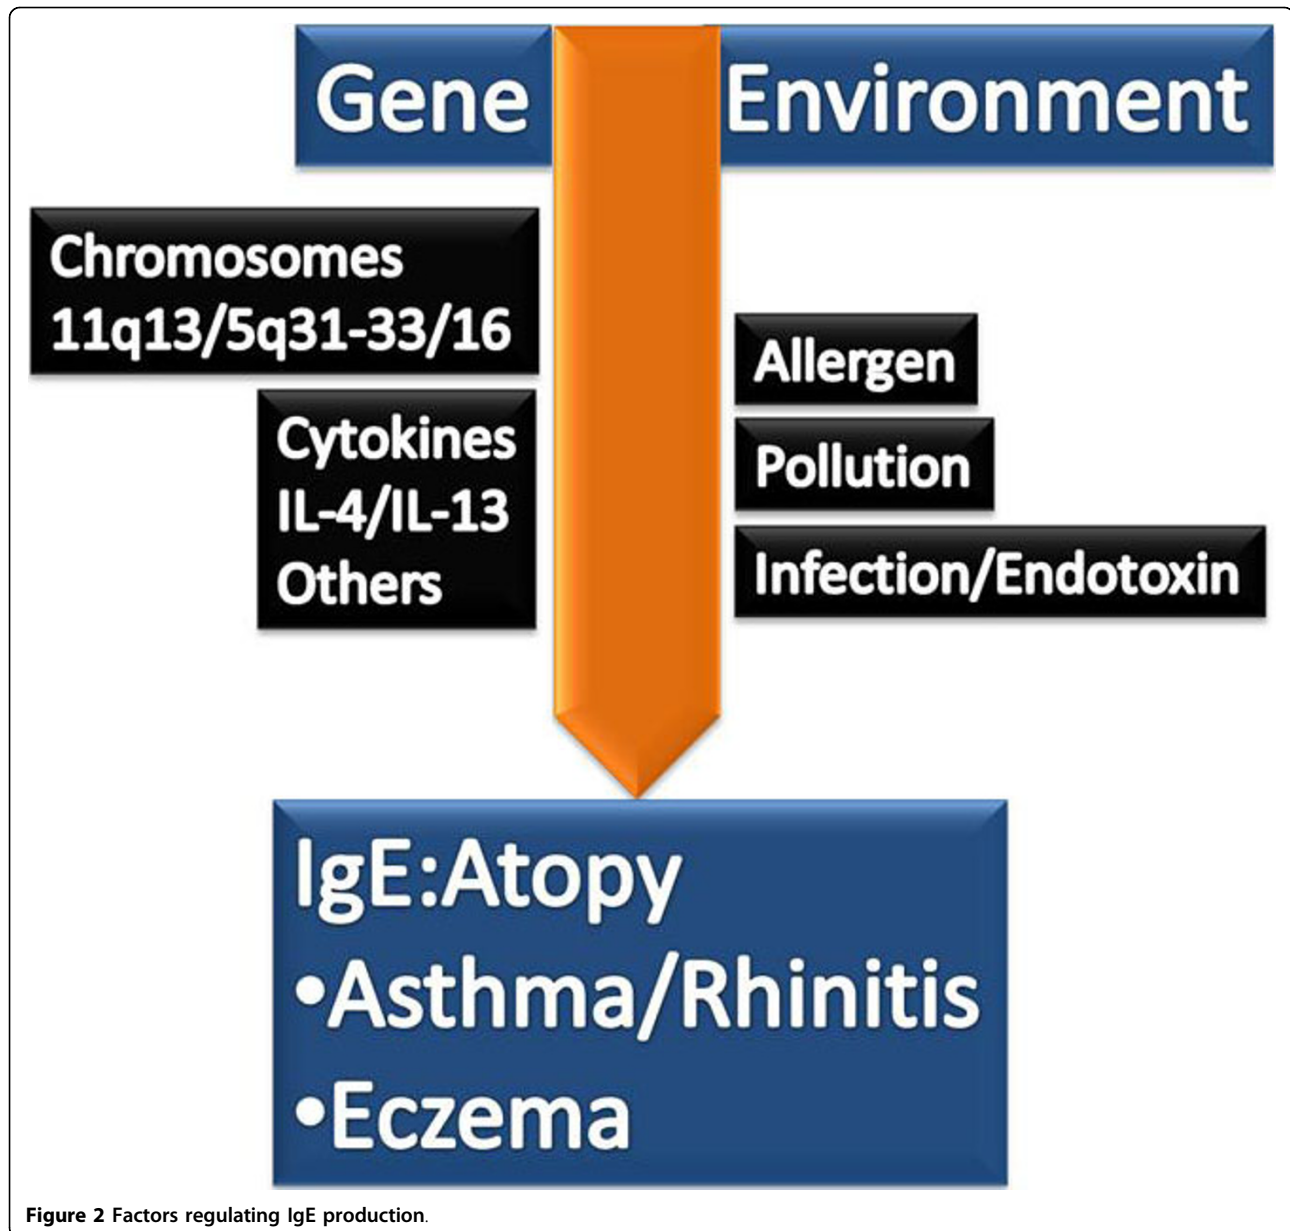 Gene
Environment
Chromosomes
11q13/5q31-33/16
Cytokines
IL-4/IL-13
Others
Allergen
Pollution
Infection/Endotoxin
IgE:Atopy
•Asthma/Rhinitis
•Eczema
Figure 2 Factors regulating IgE production.